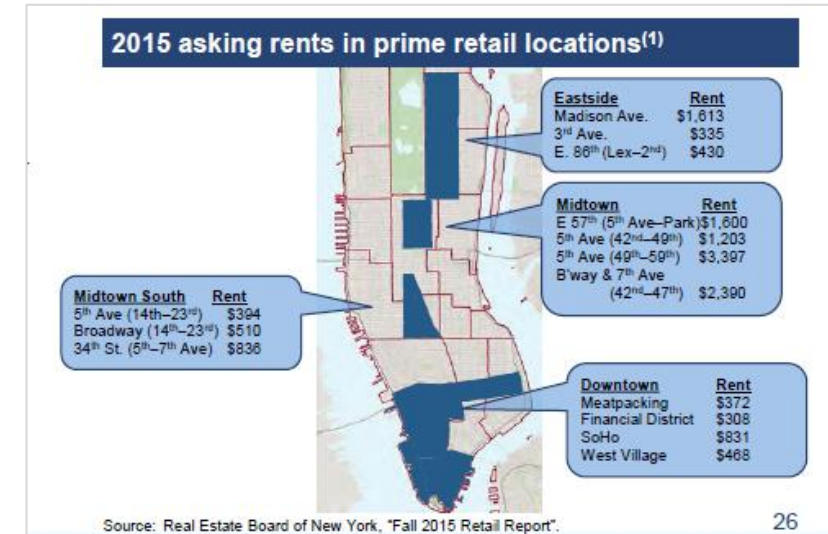 2015 asking rents in prime retail locations(1)
Eastside Rent
Madison Ave. $1,613
3rd Ave. $335
E. 86th (Lex–2nd) $430
Midtown Rent
E 57th (5th Ave–Park)$1,600
5th Ave (42nd–49th) $1,203
5th Ave (49th–59th) $3,397
B'way & 7th Ave
(42nd–47th) $2,390
Midtown South Rent
5th Ave (14th–23rd) $394
Broadway (14th–23rd) $510
34th St. (5th–7th Ave) $836
Downtown Rent
Meatpacking $372
Financial District $308
SoHo $831
West Village $468
Source: Real Estate Board of New York, "Fall 2015 Retail Report".
26